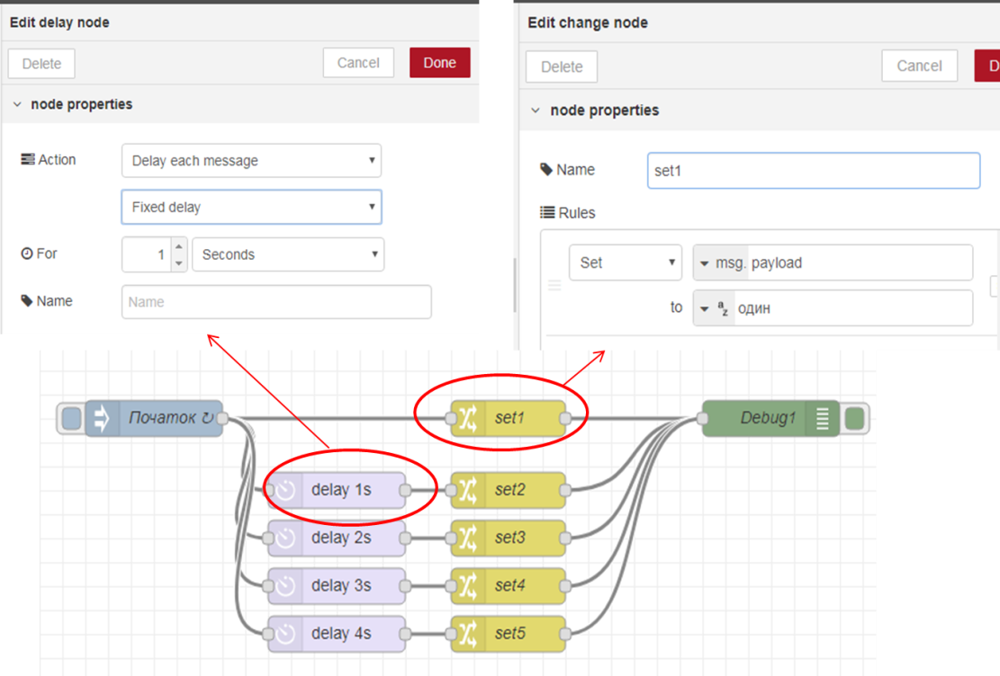 Edit delay node
Delete
Cancel
Done
node properties
Action
Delay each message
Fixed delay
For
1
Seconds
Name
Name
Edit change node
Delete
Cancel
D
node properties
Name
set1
Rules
Set
msg. payload
to
a z один
Початок ↻
set1
Debug1
delay 1s
set2
delay 2s
set3
delay 3s
set4
delay 4s
set5